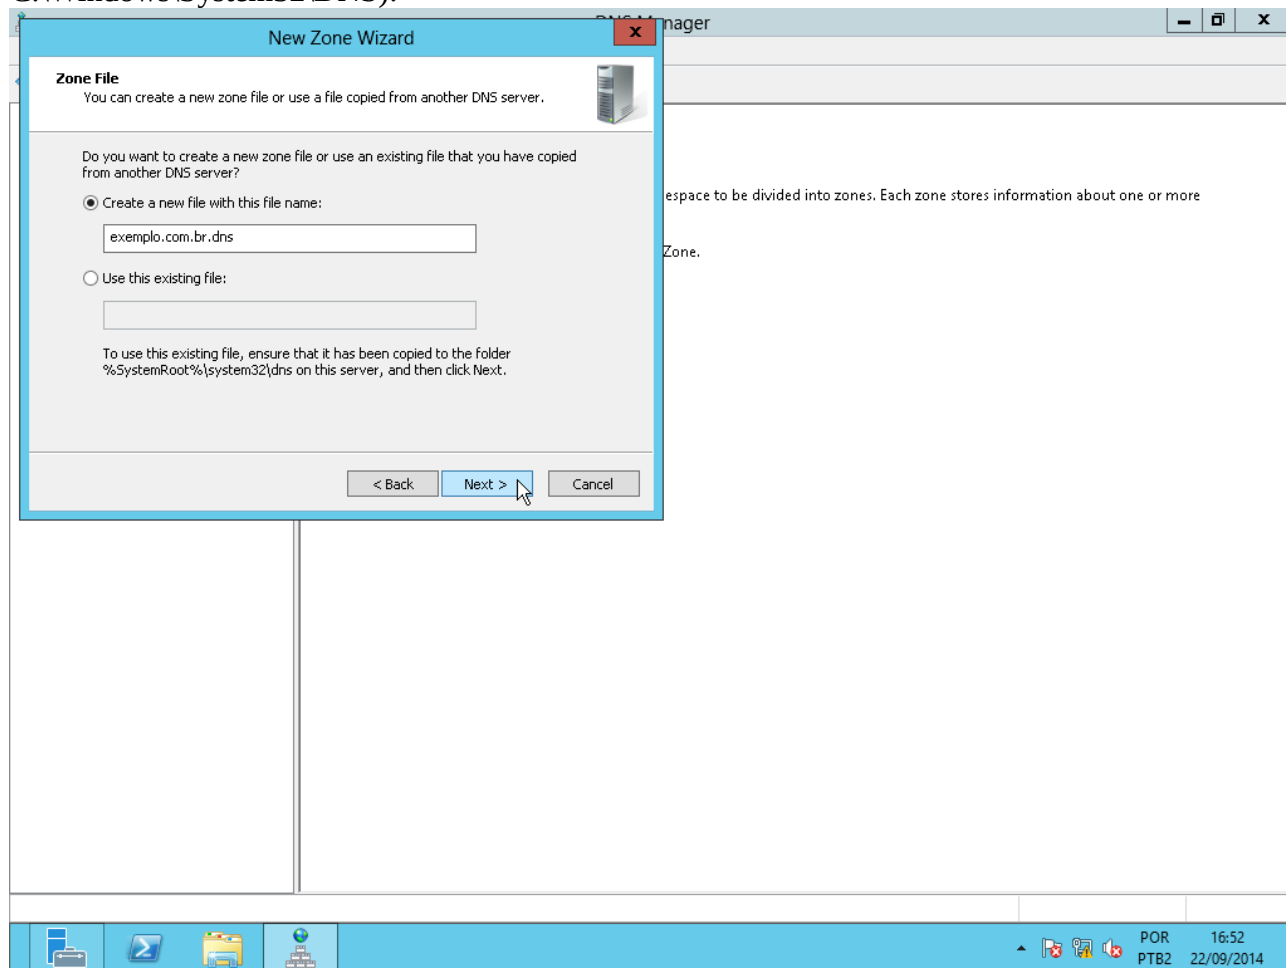 New Zone Wizard
nager
Zone File
You can create a new zone file or use a file copied from another DNS server.
Do you want to create a new zone file or use an existing file that you have copied
from another DNS server?
Create a new file with this file name:
exemplo.com.br.dns
Use this existing file:
To use this existing file, ensure that it has been copied to the folder
%SystemRoot%\system32\dns on this server, and then click Next.
< Back
Next >
Cancel
espace to be divided into zones. Each zone stores information about one or more
Zone.
POR
PTB2
16:52
22/09/2014